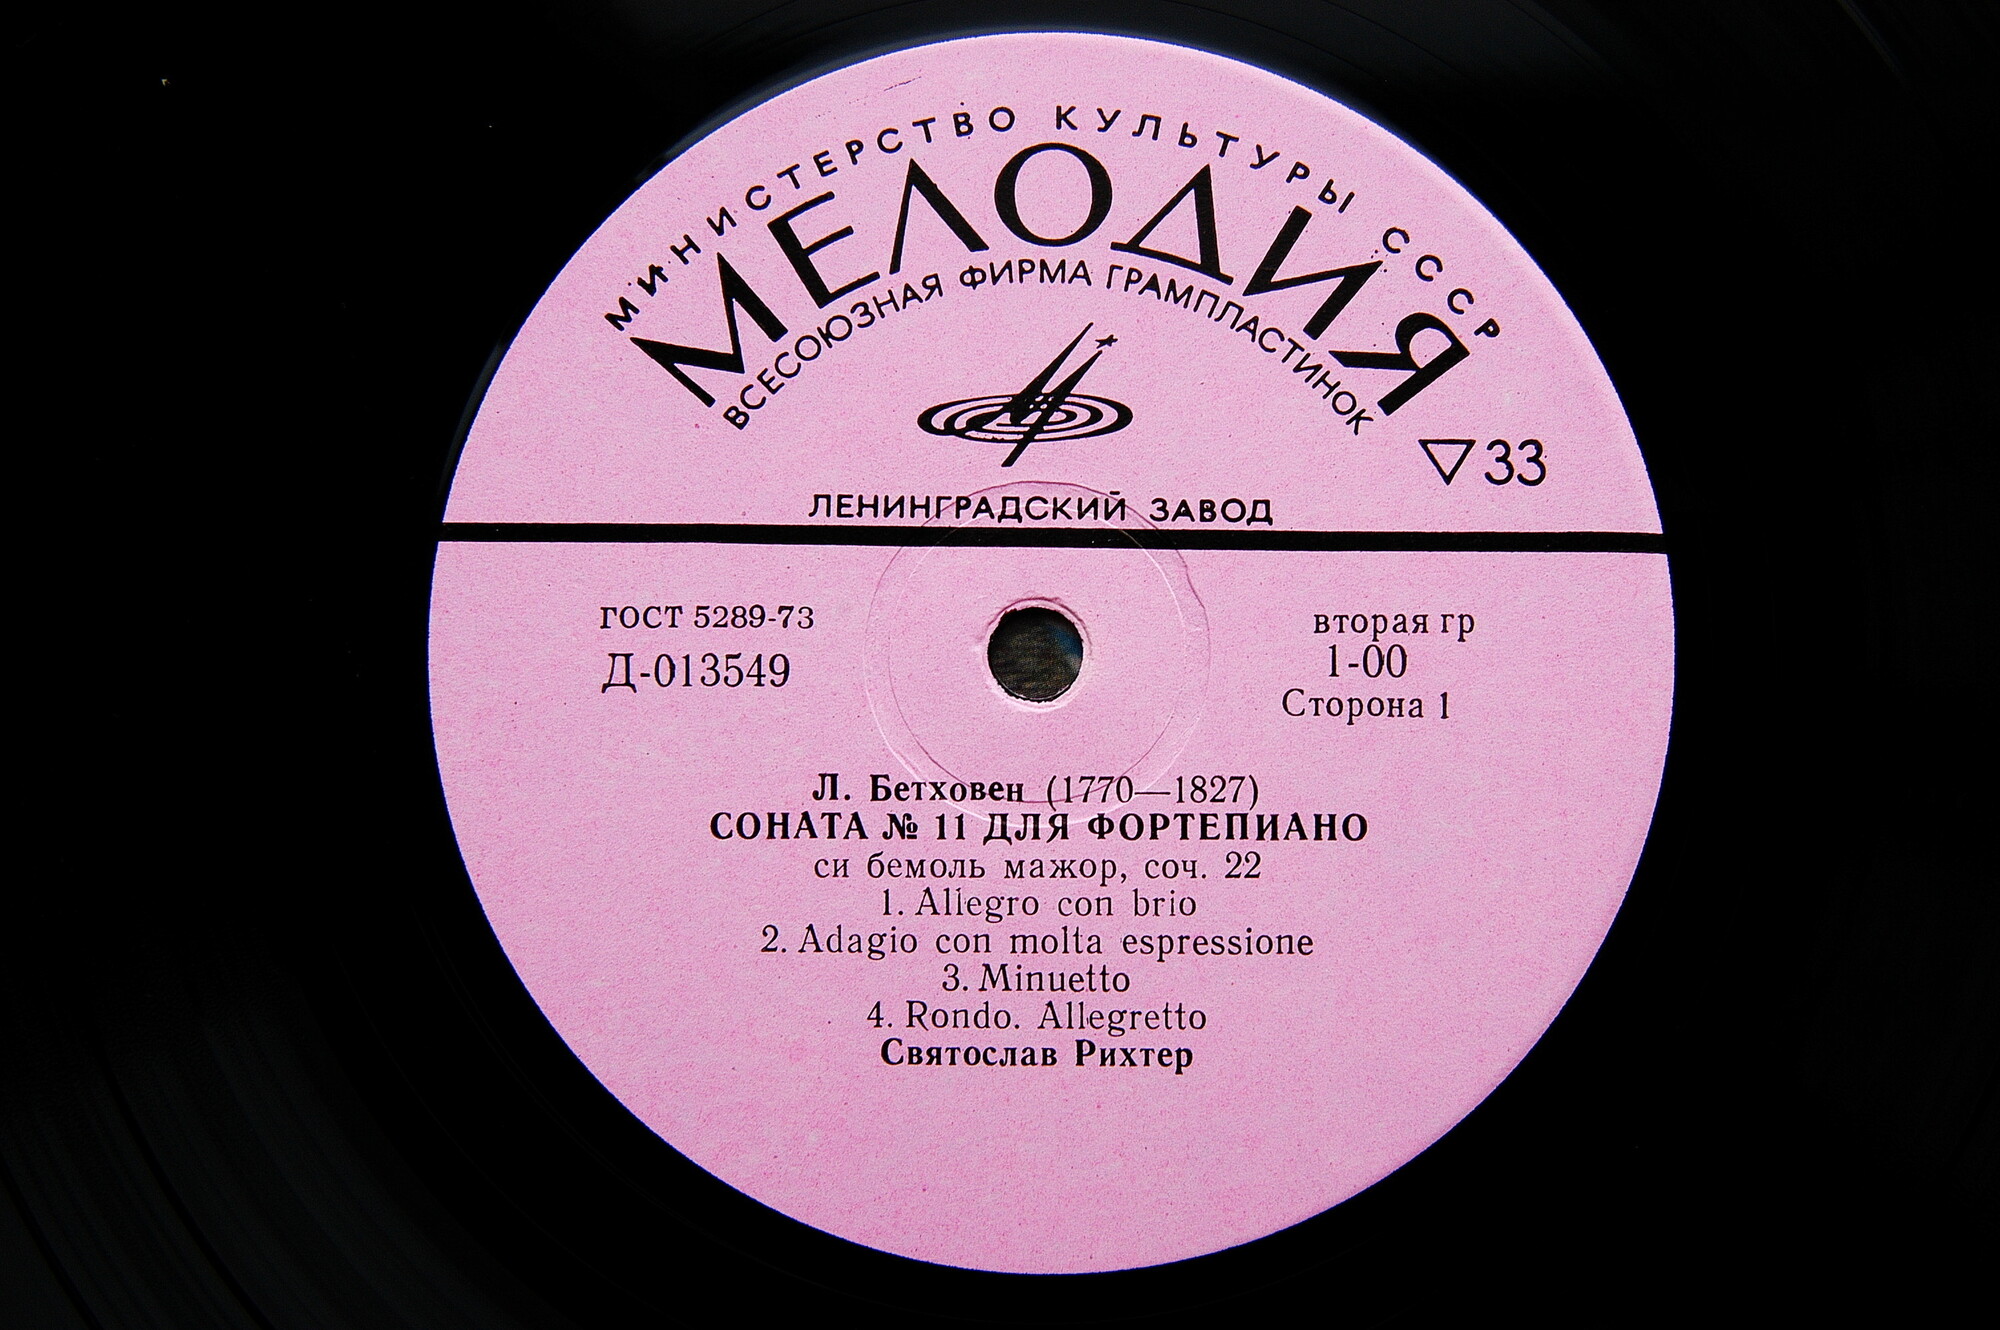 МИНИСТЕРСТВО КУЛЬТУРЫ СССР
МЕЛОДИЯ
ВСЕСОЮЗНАЯ ФИРМА ГРАМПЛАСТИНОК
33
ЛЕНИНГРАДСКИЙ ЗАВОД
ГОСТ 5289-73
Д-013549
вторая гр
1-00
Сторона 1
Л. Бетховен (1770—1827)
СОНАТА № 11 ДЛЯ ФОРТЕПИАНО
си бемоль мажор, соч. 22
1. Allegro con brio
2. Adagio con molta espressione
3. Minuetto
4. Rondo. Allegretto
Святослав Рихтер